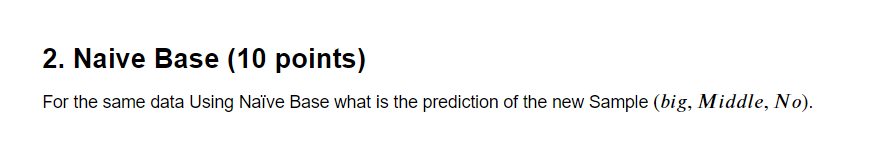 2. Naive Base (10 points)
For the same data Using Naïve Base what is the prediction of the new Sample (big, Middle, No).